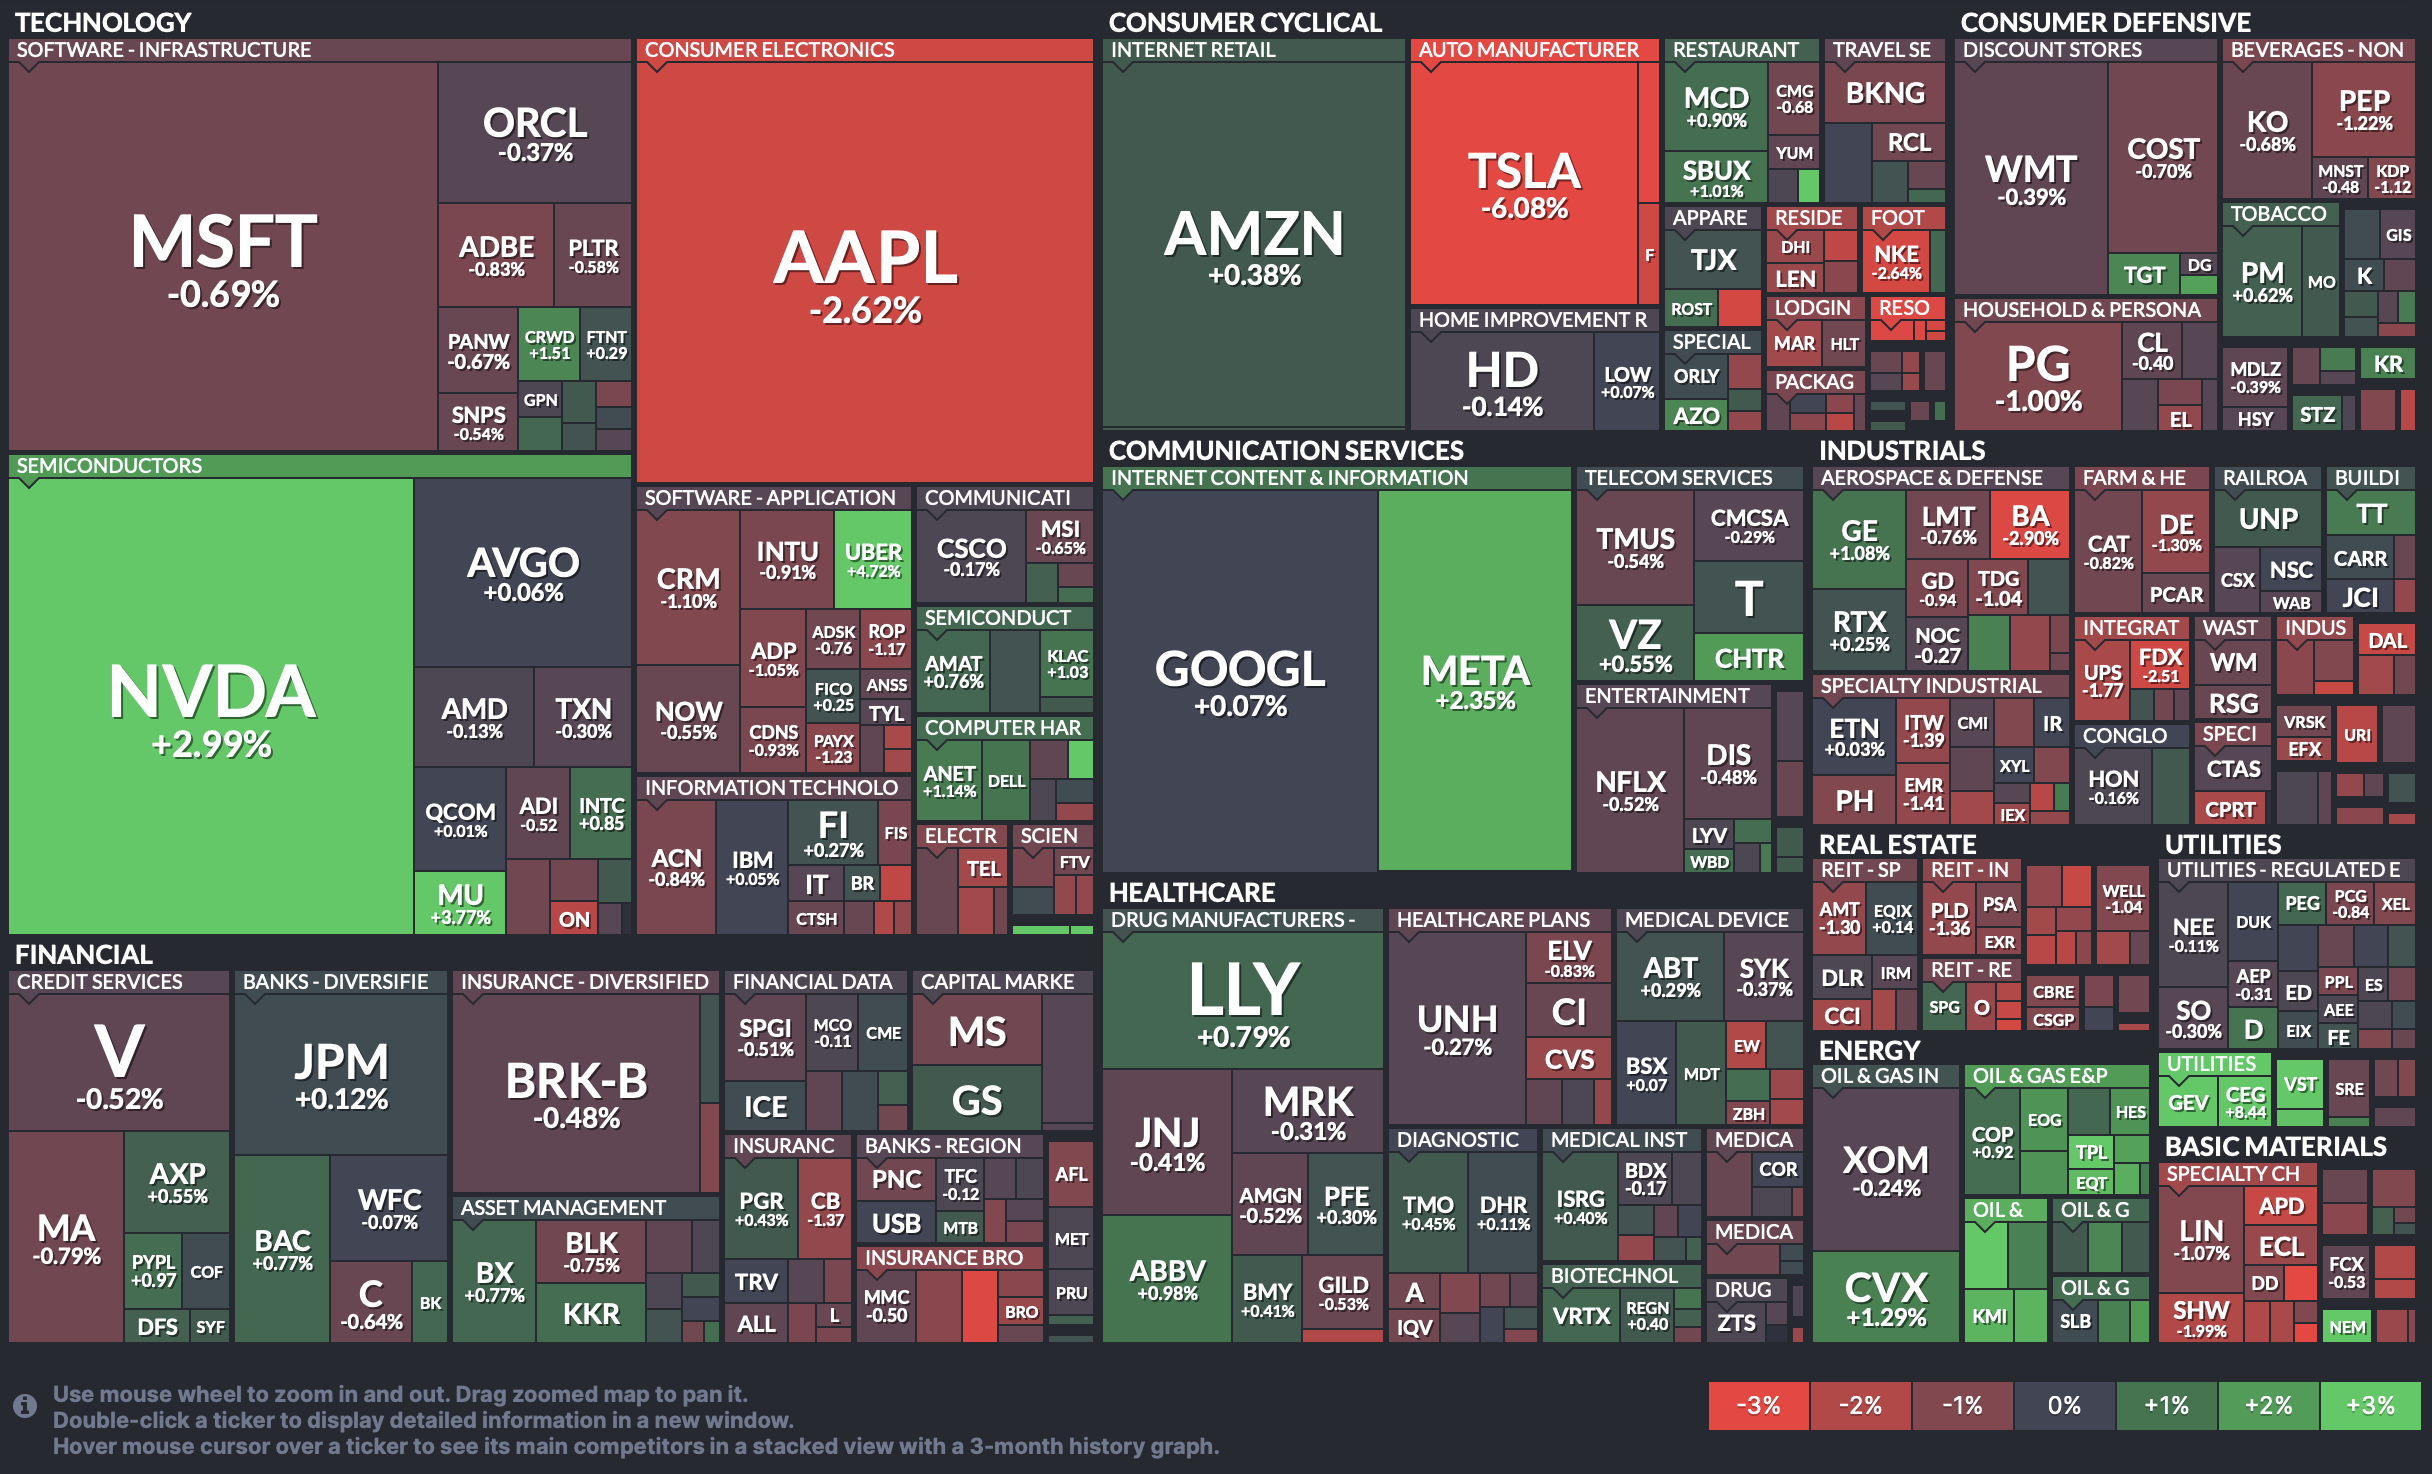 TECHNOLOGY
SOFTWARE - INFRASTRUCTURE
MSFT
-0.69%
ORCL
-0.37%
ADBE
-0.83%
PLTR
-0.58%
PANW
-0.67%
CRWD
+1.51
FTNT
+0.29
SNPS
-0.54%
GPN
CONSUMER ELECTRONICS
AAPL
-2.62%
SEMICONDUCTORS
NVDA
+2.99%
AVGO
+0.06%
AMD
-0.13%
TXN
-0.30%
QCOM
+0.01%
ADI
-0.52
INTC
+0.85
MU
+3.77%
ON
SOFTWARE - APPLICATION
CRM
-1.10%
INTU
-0.91%
UBER
+4.72%
NOW
-0.55%
ADP
-1.05%
ADSK
-0.76
ROP
-1.17
FICO
+0.25
ANSS
TYL
CDNS
-0.93%
PAYX
-1.23
COMMUNICATI
CSCO
-0.17%
MSI
-0.65%
SEMICONDUCT
AMAT
+0.76%
KLAC
+1.03
COMPUTER HAR
ANET
+1.14%
DELL
INFORMATION TECHNOLO
ACN
-0.84%
IBM
+0.05%
FI
+0.27%
FIS
IT
BR
CTSH
ELECTR
TEL
SCIEN
FTV
CONSUMER CYCLICAL
INTERNET RETAIL
AMZN
+0.38%
AUTO MANUFACTURER
TSLA
-6.08%
F
HOME IMPROVEMENT R
HD
-0.14%
LOW
+0.07%
RESTAURANT
MCD
+0.90%
CMG
-0.68
SBUX
+1.01%
YUM
TRAVEL SE
BKNG
RCL
APPARE
TJX
ROST
RESIDE
DHI
LEN
FOOT
NKE
-2.64%
LODGIN
MAR
HLT
RESO
SPECIAL
ORLY
AZO
PACKAG
CONSUMER DEFENSIVE
DISCOUNT STORES
WMT
-0.39%
COST
-0.70%
TGT
DG
BEVERAGES - NON
KO
-0.68%
PEP
-1.22%
MNST
-0.48
KDP
-1.12
TOBACCO
PM
+0.62%
MO
GIS
K
HOUSEHOLD & PERSONA
PG
-1.00%
CL
-0.40
EL
MDLZ
-0.39%
HSY
KR
STZ
COMMUNICATION SERVICES
INTERNET CONTENT & INFORMATION
GOOGL
+0.07%
META
+2.35%
TELECOM SERVICES
TMUS
-0.54%
CMCSA
-0.29%
T
VZ
+0.55%
CHTR
ENTERTAINMENT
NFLX
-0.52%
DIS
-0.48%
LYV
WBD
INDUSTRIALS
AEROSPACE & DEFENSE
GE
+1.08%
LMT
-0.76%
BA
-2.90%
RTX
+0.25%
GD
-0.94
TDG
-1.04
NOC
-0.27
FARM & HE
CAT
-0.82%
DE
-1.30%
PCAR
RAILROA
UNP
CSX
NSC
WAB
BUILDI
TT
CARR
JCI
SPECIALTY INDUSTRIAL
ETN
+0.03%
ITW
-1.39
CMI
IR
XYL
PH
EMR
-1.41
IEX
INTEGRAT
UPS
-1.77
FDX
-2.51
WAST
WM
RSG
INDUS
DAL
CONGLO
HON
-0.16%
SPECI
CTAS
CPRT
VRSK
EFX
URI
FINANCIAL
CREDIT SERVICES
V
-0.52%
MA
-0.79%
AXP
+0.55%
PYPL
+0.97
COF
DFS
SYF
BANKS - DIVERSIFIE
JPM
+0.12%
BAC
+0.77%
WFC
-0.07%
C
-0.64%
BK
INSURANCE - DIVERSIFIED
BRK-B
-0.48%
ASSET MANAGEMENT
BX
+0.77%
BLK
-0.75%
KKR
FINANCIAL DATA
SPGI
-0.51%
MCO
-0.11
CME
ICE
CAPITAL MARKE
MS
GS
INSURANC
PGR
+0.43%
CB
-1.37
TRV
ALL
L
BANKS - REGION
PNC
TFC
-0.12
USB
MTB
INSURANCE BRO
MMC
-0.50
BRO
AFL
MET
PRU
HEALTHCARE
DRUG MANUFACTURERS -
LLY
+0.79%
JNJ
-0.41%
MRK
-0.31%
AMGN
-0.52%
PFE
+0.30%
ABBV
+0.98%
BMY
+0.41%
GILD
-0.53%
HEALTHCARE PLANS
UNH
-0.27%
ELV
-0.83%
CI
CVS
MEDICAL DEVICE
ABT
+0.29%
SYK
-0.37%
BSX
+0.07
MDT
EW
ZBH
DIAGNOSTIC
TMO
+0.45%
DHR
+0.11%
A
IQV
MEDICAL INST
ISRG
+0.40%
BDX
-0.17
MEDICA
COR
MEDICA
BIOTECHNOL
VRTX
REGN
+0.40
DRUG
ZTS
REAL ESTATE
REIT - SP
AMT
-1.30
EQIX
+0.14
DLR
IRM
CCI
REIT - IN
PLD
-1.36
PSA
EXR
REIT - RE
SPG
O
WELL
-1.04
CBRE
CSGP
UTILITIES
UTILITIES - REGULATED E
NEE
-0.11%
DUK
PEG
PCG
-0.84
XEL
SO
-0.30%
AEP
-0.31
D
ED
EIX
PPL
ES
AEE
FE
UTILITIES
GEV
CEG
+8.44
VST
SRE
ENERGY
OIL & GAS IN
XOM
-0.24%
CVX
+1.29%
OIL & GAS E&P
COP
+0.92
EOG
HES
TPL
EQT
OIL &
KMI
OIL & G
OIL & G
SLB
BASIC MATERIALS
SPECIALTY CH
LIN
-1.07%
APD
ECL
DD
SHW
-1.99%
FCX
-0.53
NEM
Use mouse wheel to zoom in and out. Drag zoomed map to pan it.
Double-click a ticker to display detailed information in a new window.
Hover mouse cursor over a ticker to see its main competitors in a stacked view with a 3-month history graph.
-3%
-2%
-1%
0%
+1%
+2%
+3%